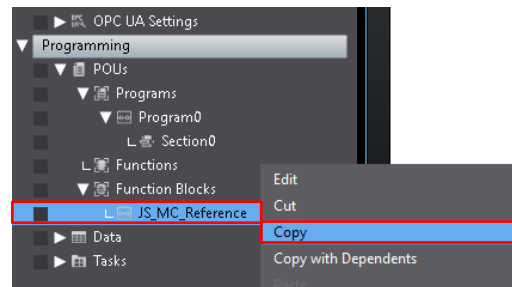 OPC UA Settings
Programming
POUs
Programs
Program0
Section0
Functions
Function Blocks
JS_MC_Reference
Data
Tasks
Edit
Cut
Copy
Copy with Dependents
Paste